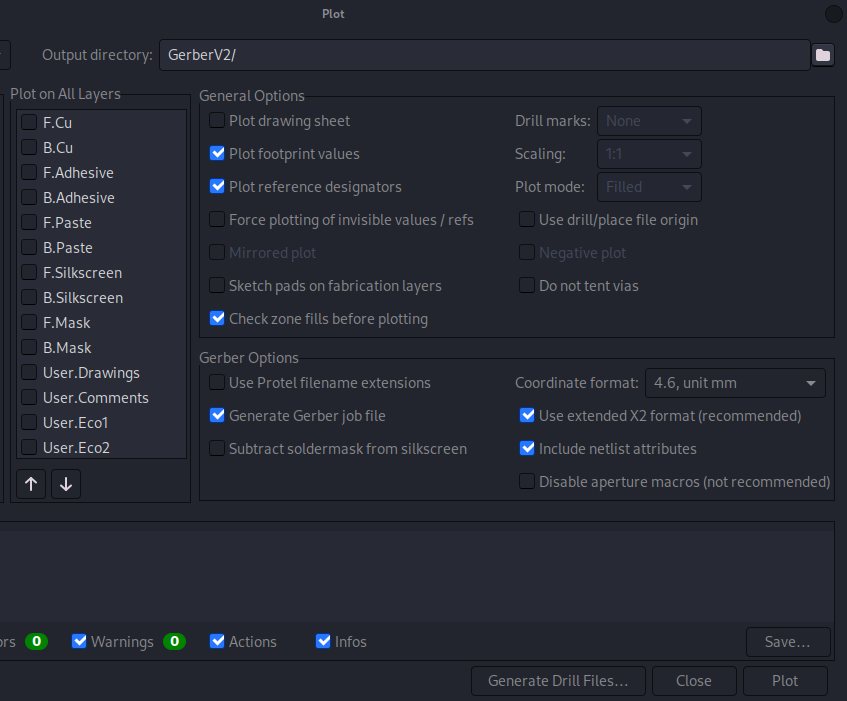 Plot
Output directory: GerberV2/
Plot on All Layers
F.Cu
B.Cu
F.Adhesive
B.Adhesive
F.Paste
B.Paste
F.Silkscreen
B.Silkscreen
F.Mask
B.Mask
User.Drawings
User.Comments
User.Eco1
User.Eco2
General Options
Plot drawing sheet
Drill marks: None
Plot footprint values
Scaling: 1:1
Plot reference designators
Plot mode: Filled
Force plotting of invisible values / refs
Use drill/place file origin
Mirrored plot
Negative plot
Sketch pads on fabrication layers
Do not tent vias
Check zone fills before plotting
Gerber Options
Use Protel filename extensions
Coordinate format: 4.6, unit mm
Generate Gerber job file
Use extended X2 format (recommended)
Subtract soldermask from silkscreen
Include netlist attributes
Disable aperture macros (not recommended)
ors 0 Warnings 0 Actions Infos Save...
Generate Drill Files... Close Plot